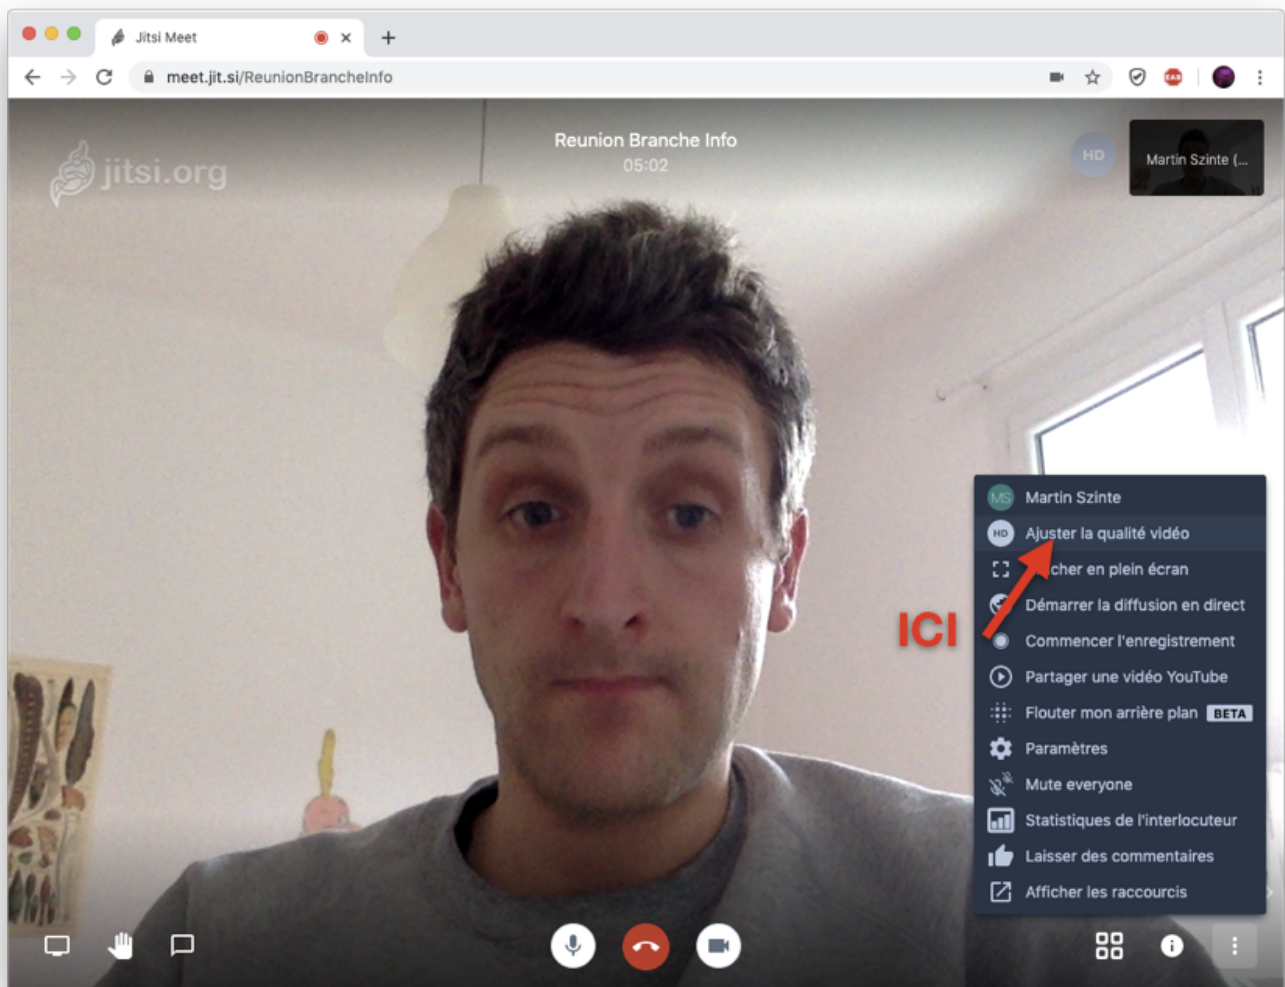 Jitsi Meet
meet.jit.si/ReunionBrancheInfo
EAB
jitsi.org
Reunion Branche Info
05:02
HD
Martin Szinte (...
MS
Martin Szinte
HD
Ajuster la qualité vidéo
cher en plein écran
Démarrer la diffusion en direct
ICI
Commencer l'enregistrement
Partager une vidéo YouTube
Flouter mon arrière plan BETA
Paramètres
Mute everyone
Statistiques de l'interlocuteur
Laisser des commentaires
Afficher les raccourcis